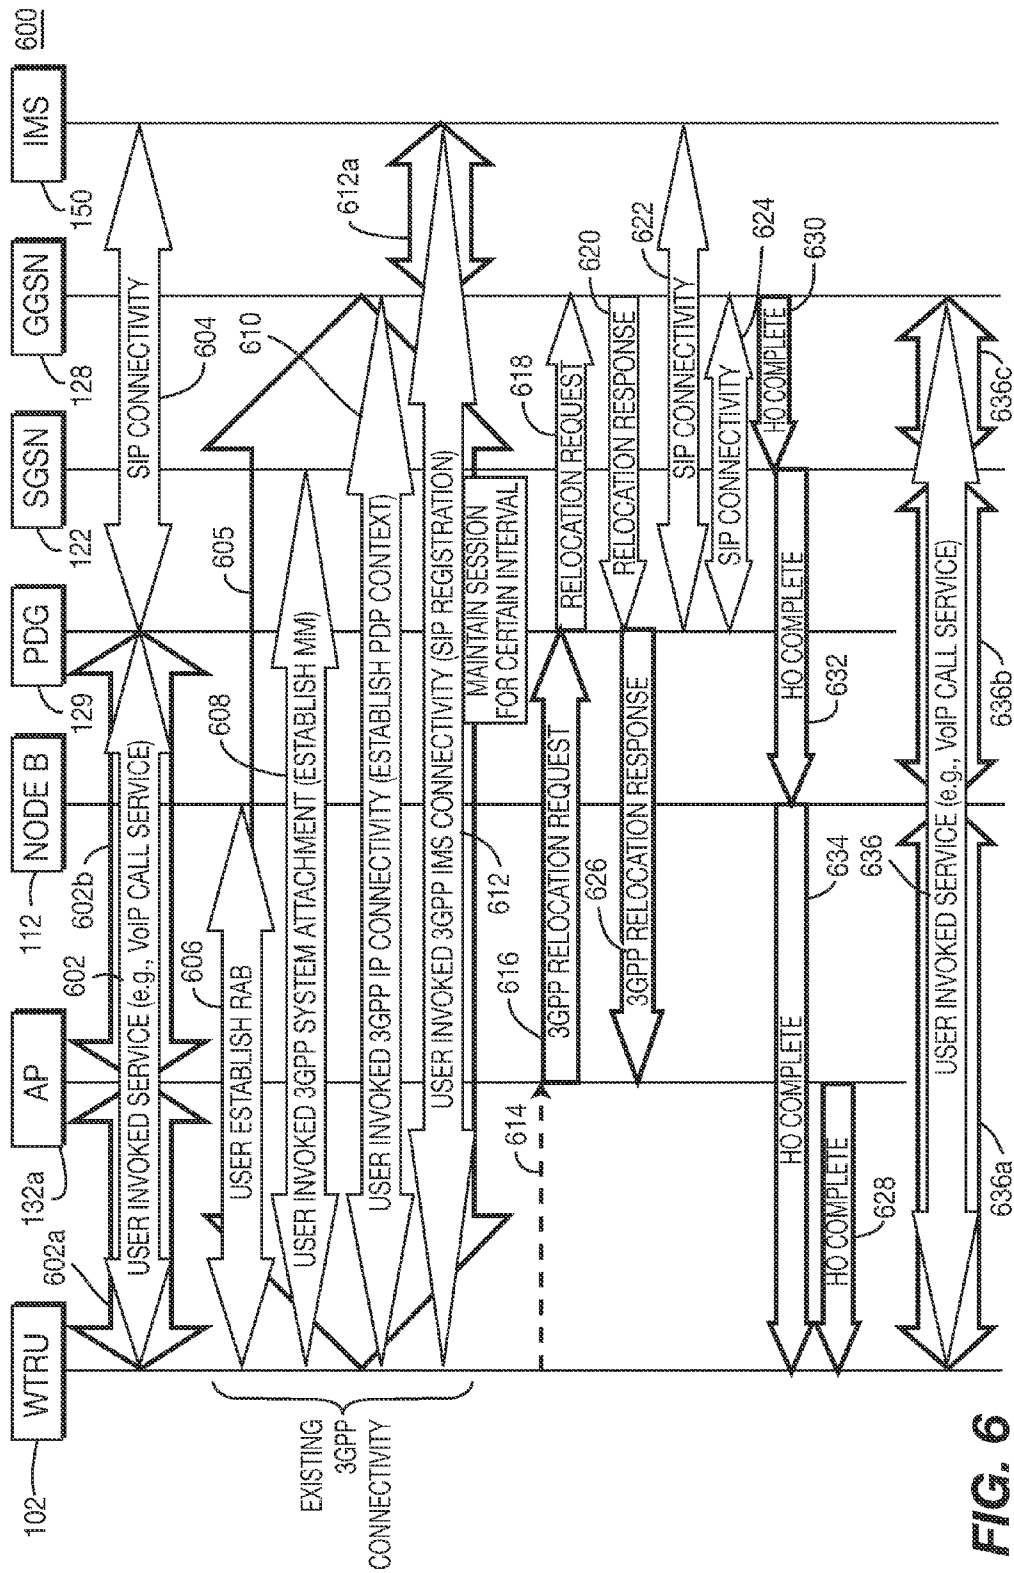 600
WTRU
AP
NODE B
PDG
SGSN
GGSN
IMS
102
132a
112
129
122
128
150
602a
602
602b
USER INVOKED SERVICE (e.g., VoIP CALL SERVICE)
SIP CONNECTIVITY
604
606
USER ESTABLISH RAB
605
608
USER INVOKED 3GPP SYSTEM ATTACHMENT (ESTABLISH MM)
610
USER INVOKED 3GPP IP CONNECTIVITY (ESTABLISH PDP CONTEXT)
612a
USER INVOKED 3GPP IMS CONNECTIVITY (SIP REGISTRATION)
612
EXISTING
3GPP
CONNECTIVITY
MAINTAIN SESSION
FOR CERTAIN INTERVAL
614
616
3GPP RELOCATION REQUEST
618
RELOCATION REQUEST
620
RELOCATION RESPONSE
626
3GPP RELOCATION RESPONSE
622
SIP CONNECTIVITY
624
SIP CONNECTIVITY
630
HO COMPLETE
HO COMPLETE
632
HO COMPLETE
634
HO COMPLETE
628
636
USER INVOKED SERVICE (e.g., VoIP CALL SERVICE)
636a
636b
636c
FIG. 6